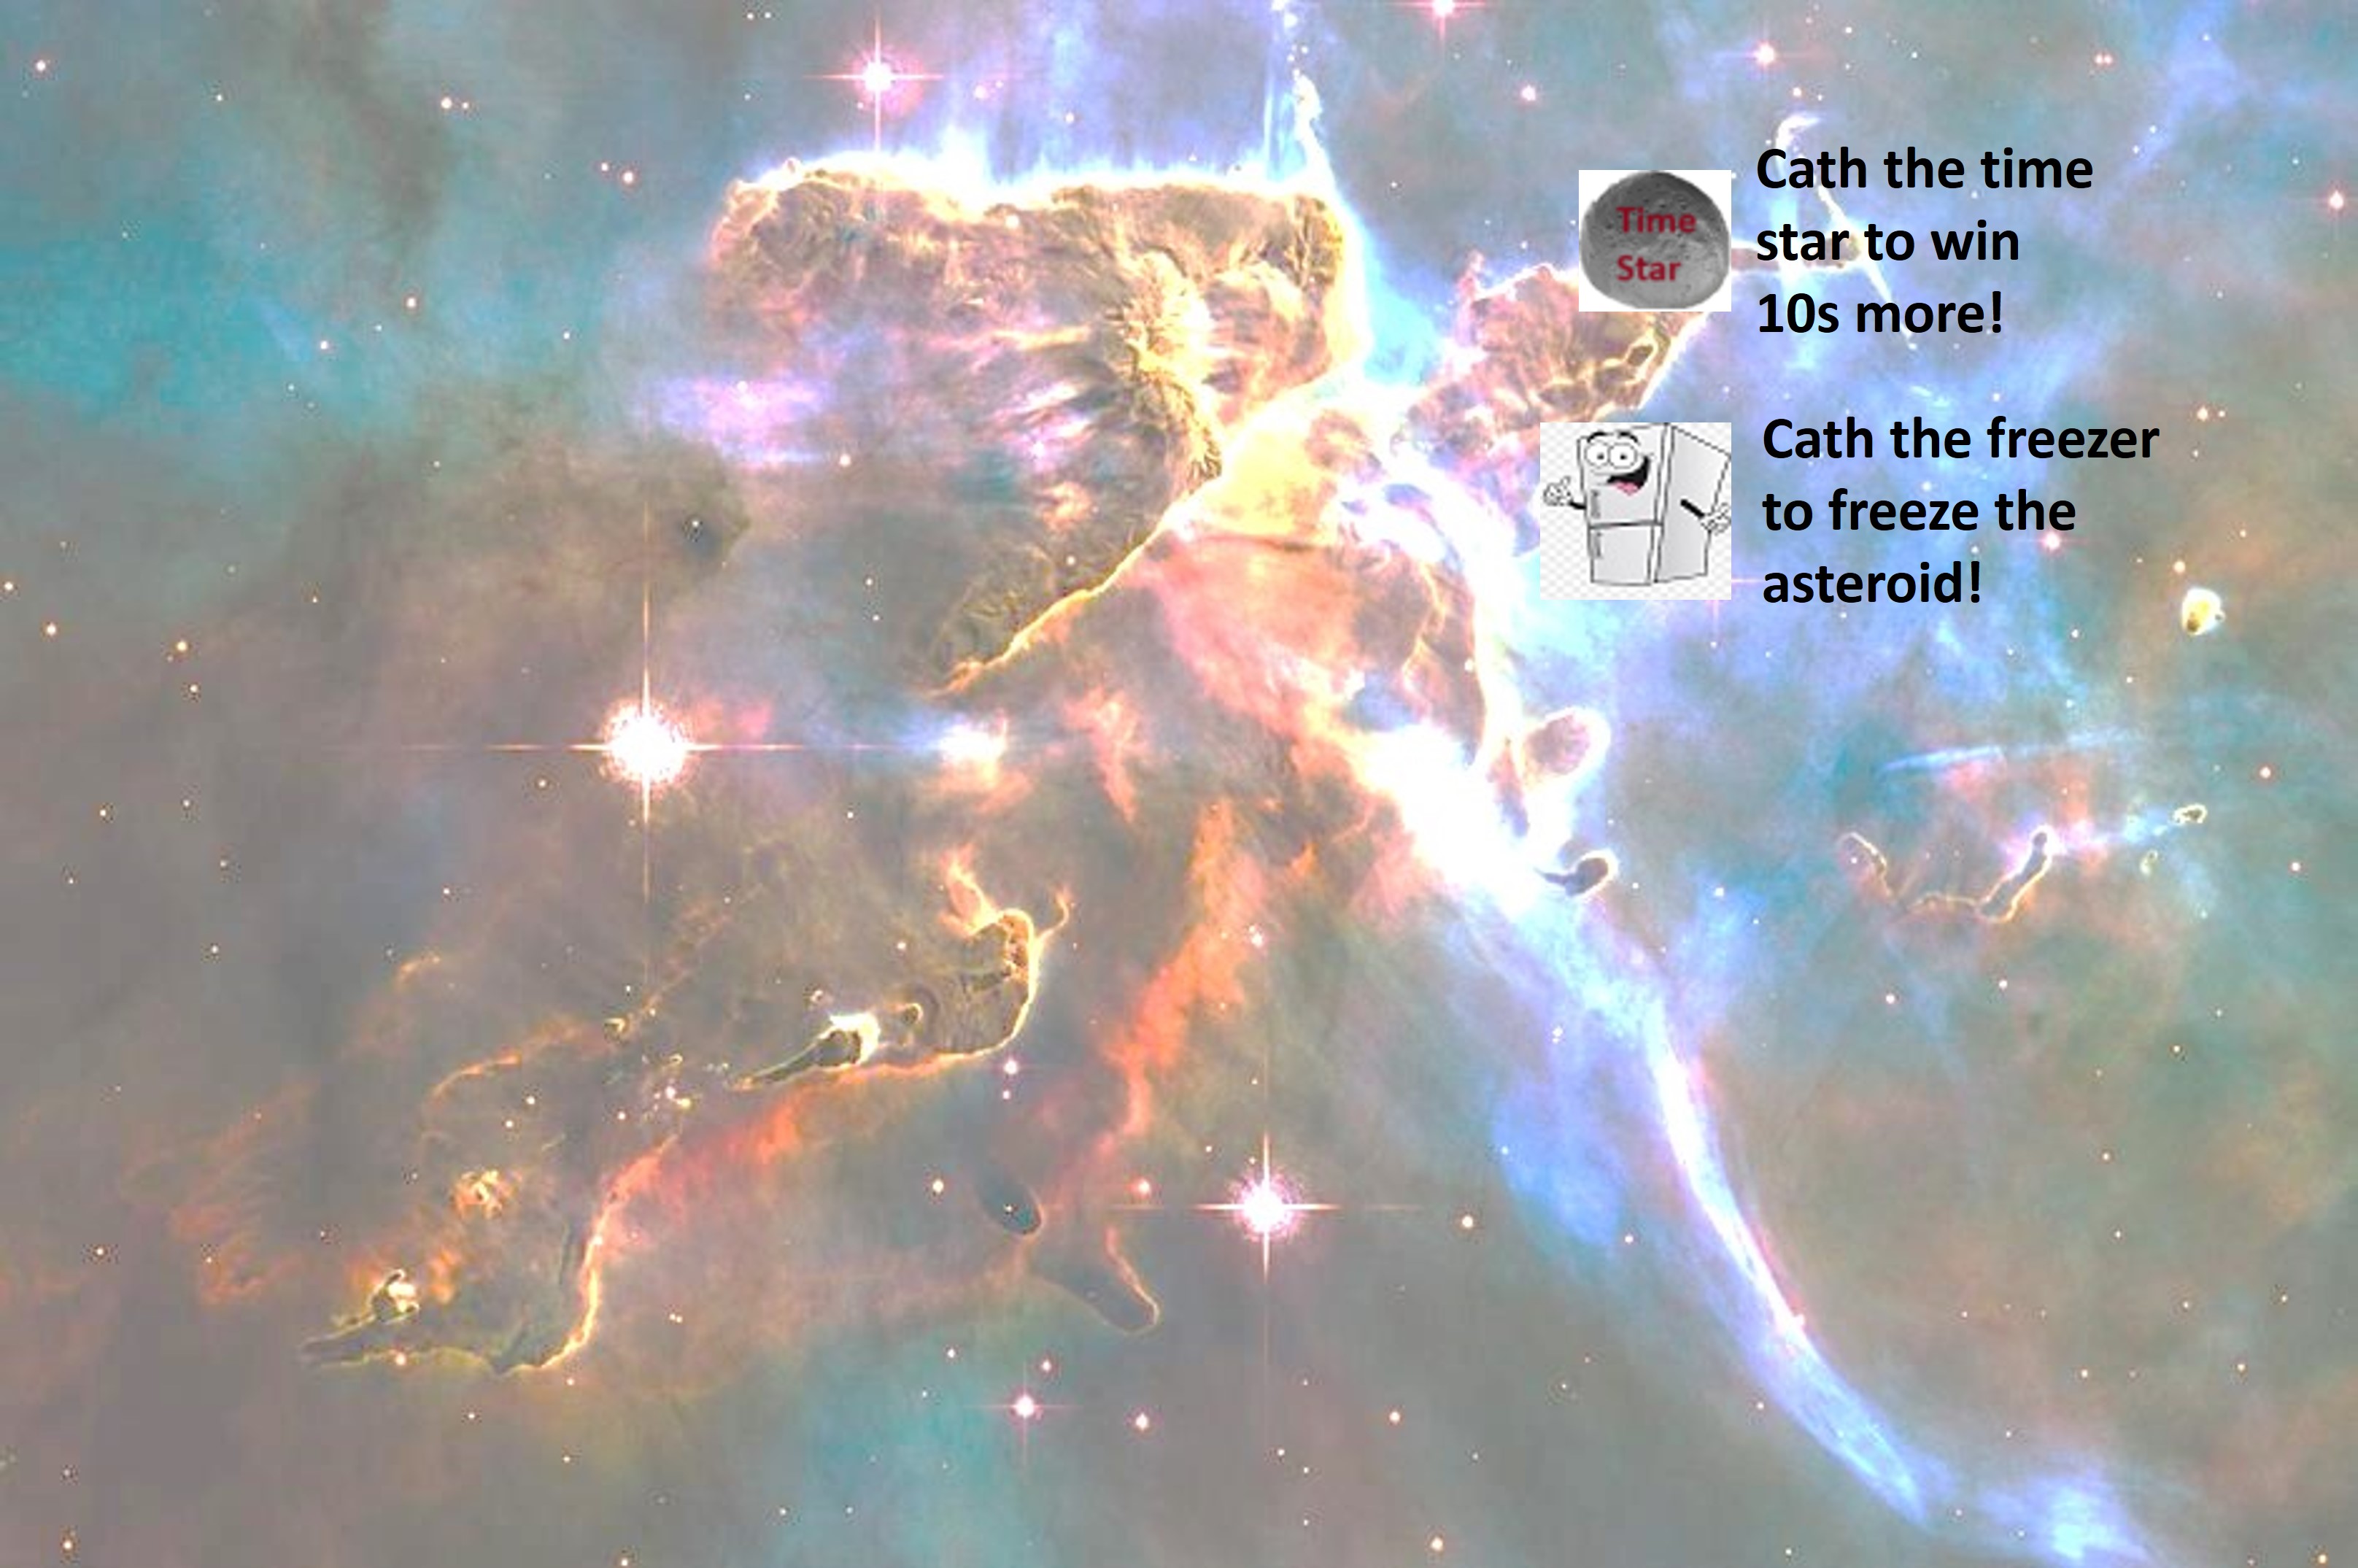 Time
Star
Cath the time
star to win
10s more!
Cath the freezer
to freeze the
asteroid!